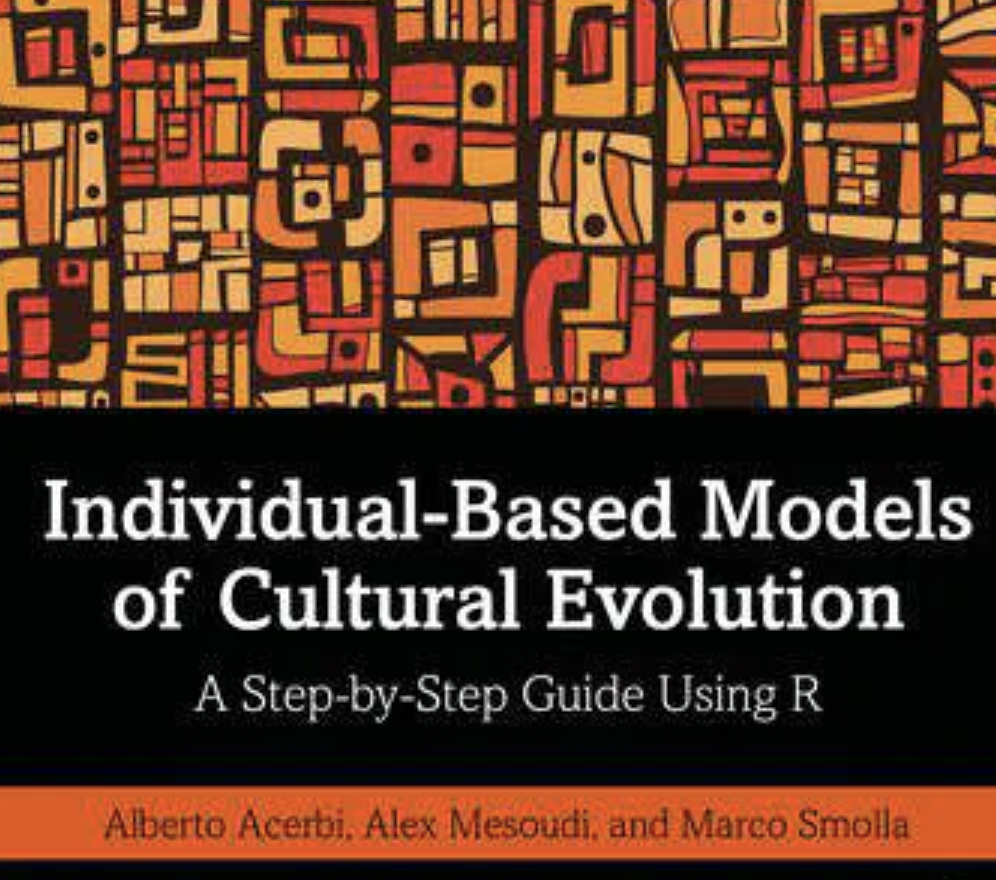 Individual-Based Models
of Cultural Evolution
A Step-by-Step Guide Using R
Alberto Acerbi, Alex Mesoudi, and Marco Smolla